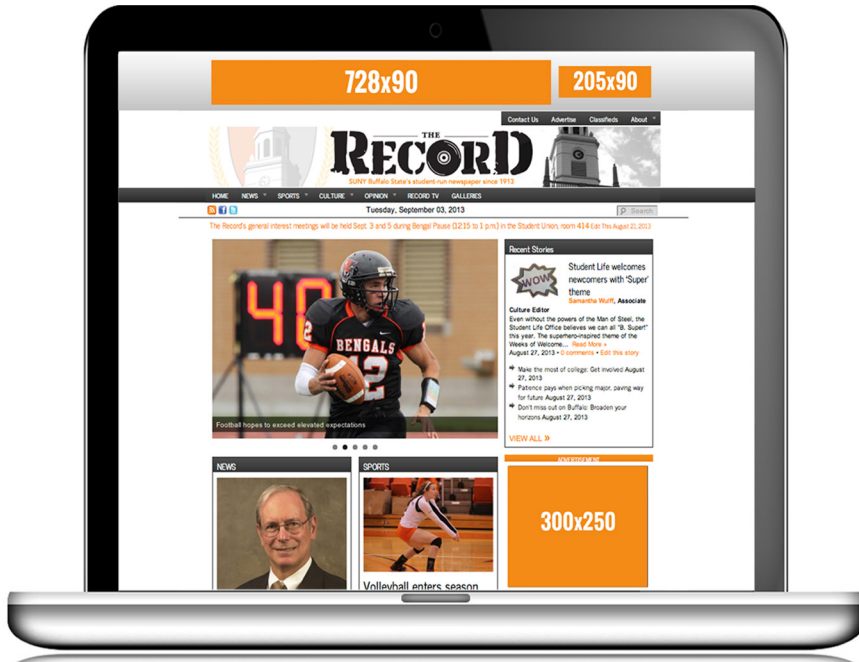 728x90
205x90
Contact Us Advertise Classifieds About
THE
RECORD
SUNY Buffalo State's student-run newspaper since 1913
HOME NEWS SPORTS CULTURE OPINION RECORD TV GALLERIES
Tuesday, September 03, 2013
Search
The Record's general interest meetings will be held Sept. 3 and 5 during Bengal Pause (12:15 to 1 p.m.) in the Student Union, room 414 Edit This August 21, 2013
40
BENGALS
12
2
Football hopes to exceed elevated expectations
Recent Stories
WOW
Student Life welcomes
newcomers with 'Super'
theme
Samantha Wulff, Associate
Culture Editor
Even without the powers of the Man of Steel, the
Student Life Office believes we can all "B. Super!"
this year. The superhero-inspired theme of the
Weeks of Welcome... Read More »
August 27, 2013 • 0 comments • Edit this story
Make the most of college: Get involved August
27, 2013
Patience pays when picking major, paving way
for future August 27, 2013
Don't miss out on Buffalo: Broaden your
horizons August 27, 2013
VIEW ALL »
NEWS
SPORTS
Volleyball enters season
ADVERTISEMENT
300x250